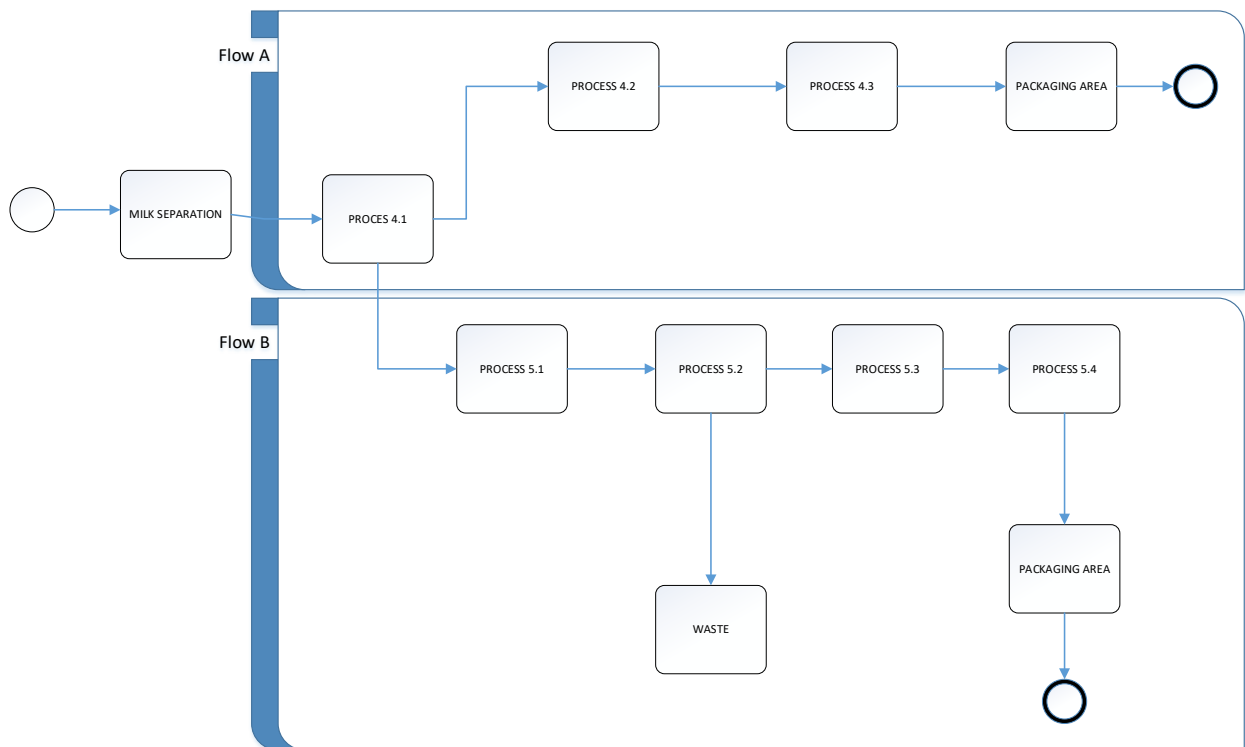 Flow A
PROCESS 4.2
PROCESS 4.3
PACKAGING AREA
MILK SEPARATION
PROCES 4.1
Flow B
PROCESS 5.1
PROCESS 5.2
PROCESS 5.3
PROCESS 5.4
PACKAGING AREA
WASTE